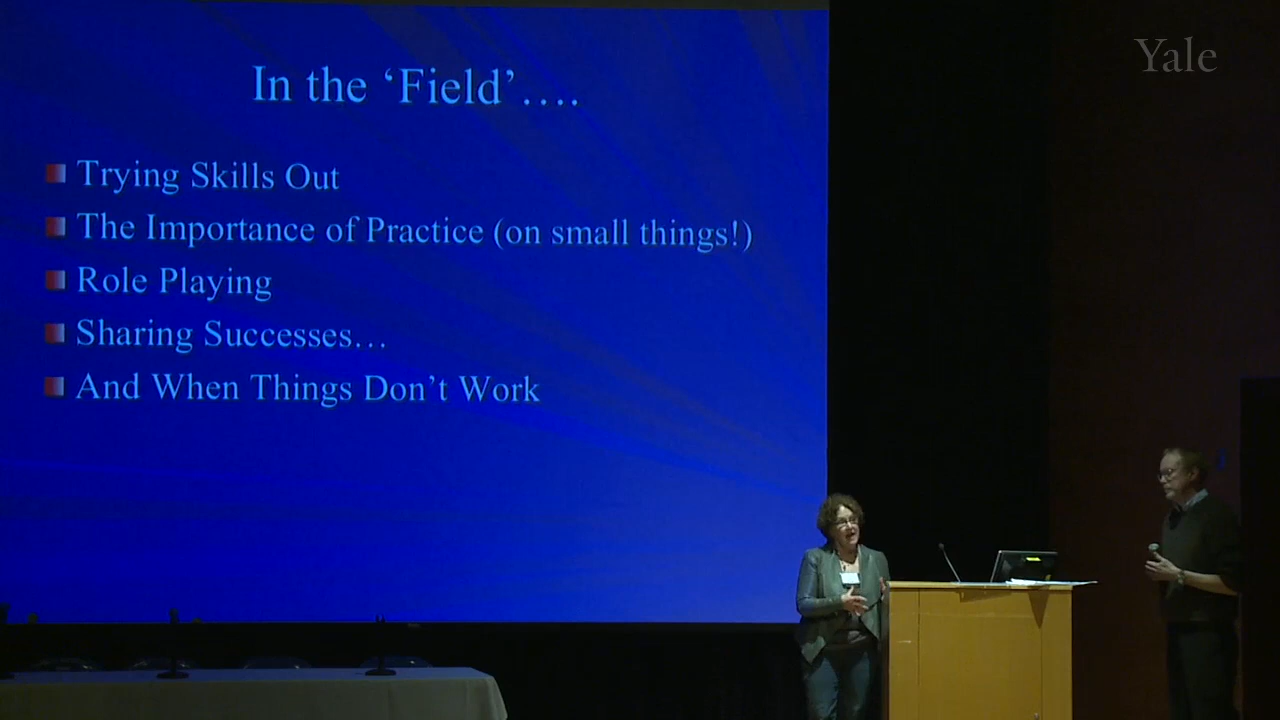 Yale
In the ‘Field’….
Trying Skills Out
The Importance of Practice (on small things!)
Role Playing
Sharing Successes…
And When Things Don’t Work